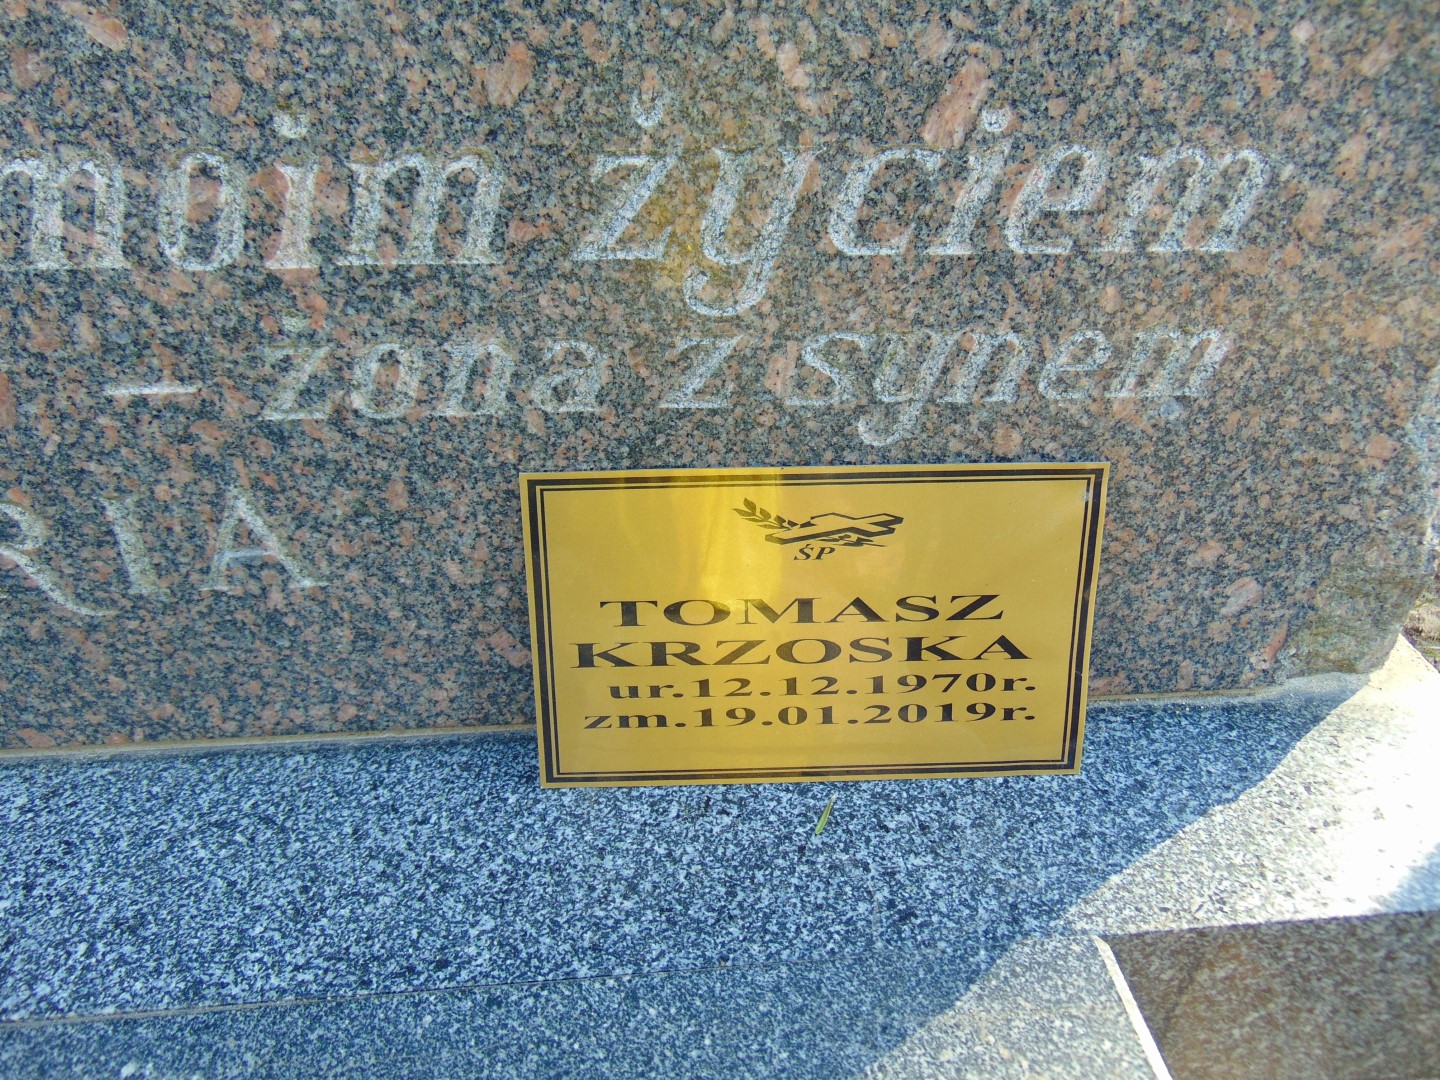 moim życiem
– żona z synem
RIA
ŚP
TOMASZ
KRZOSKA
ur.12.12.1970r.
zm.19.01.2019r.